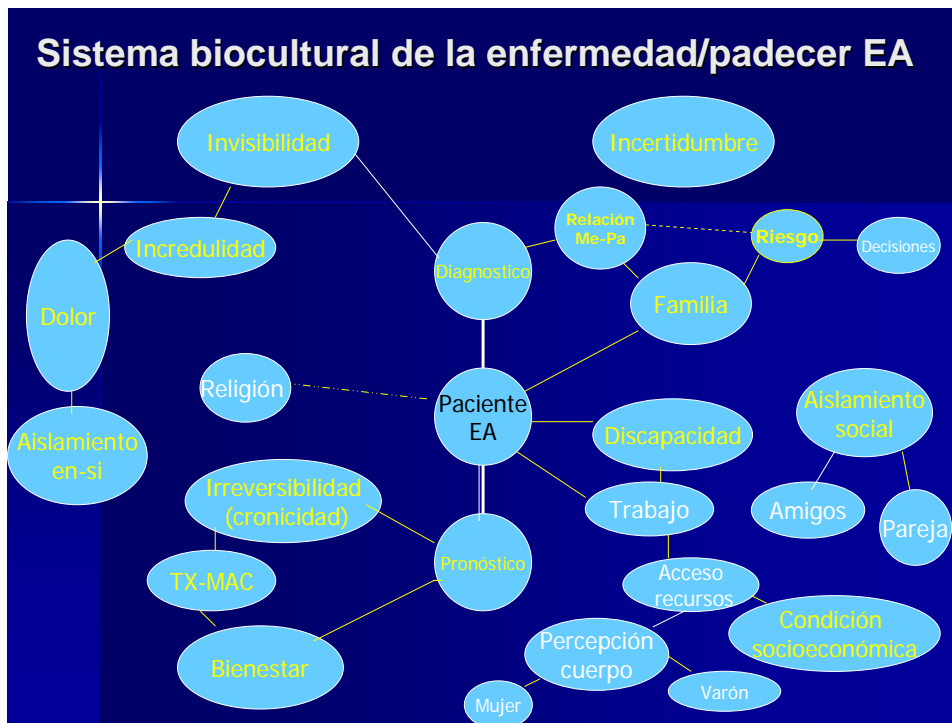 Sistema biocultural de la enfermedad/padecer EA
Invisibilidad
Incertidumbre
Relación
Me-Pa
Riesgo
Decisiones
Incredulidad
Diagnostico
Familia
Dolor
Religión
Paciente
EA
Aislamiento
social
Discapacidad
Aislamiento
en-si
Irreversibilidad
(cronicidad)
Trabajo
Amigos
Pareja
Pronóstico
TX-MAC
Acceso
recursos
Condición
socioeconómica
Percepción
cuerpo
Bienestar
Mujer
Varón